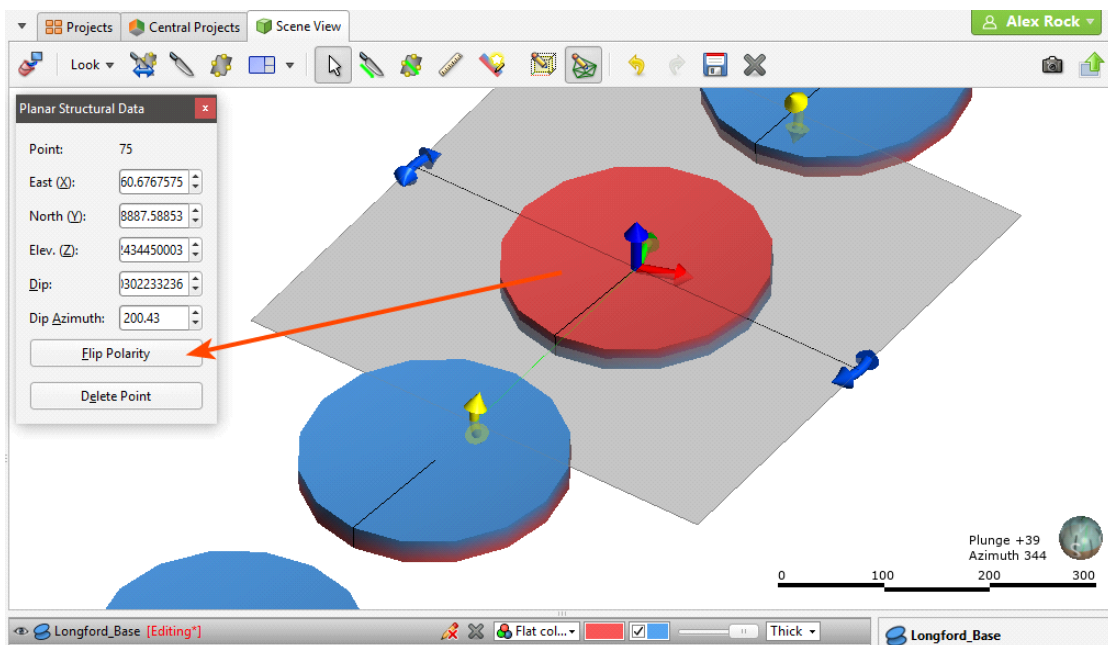 Projects Central Projects Scene View Alex Rock
Look
Planar Structural Data x
Point: 75
East (X): 60.6767575
North (Y): 8887.58853
Elev. (Z): !434450003
Dip: 0302233236
Dip Azimuth: 200.43
Flip Polarity
Delete Point
Plunge +39
Azimuth 344
0 100 200 300
Longford_Base [Editing*] Flat col... Thick Longford_Base